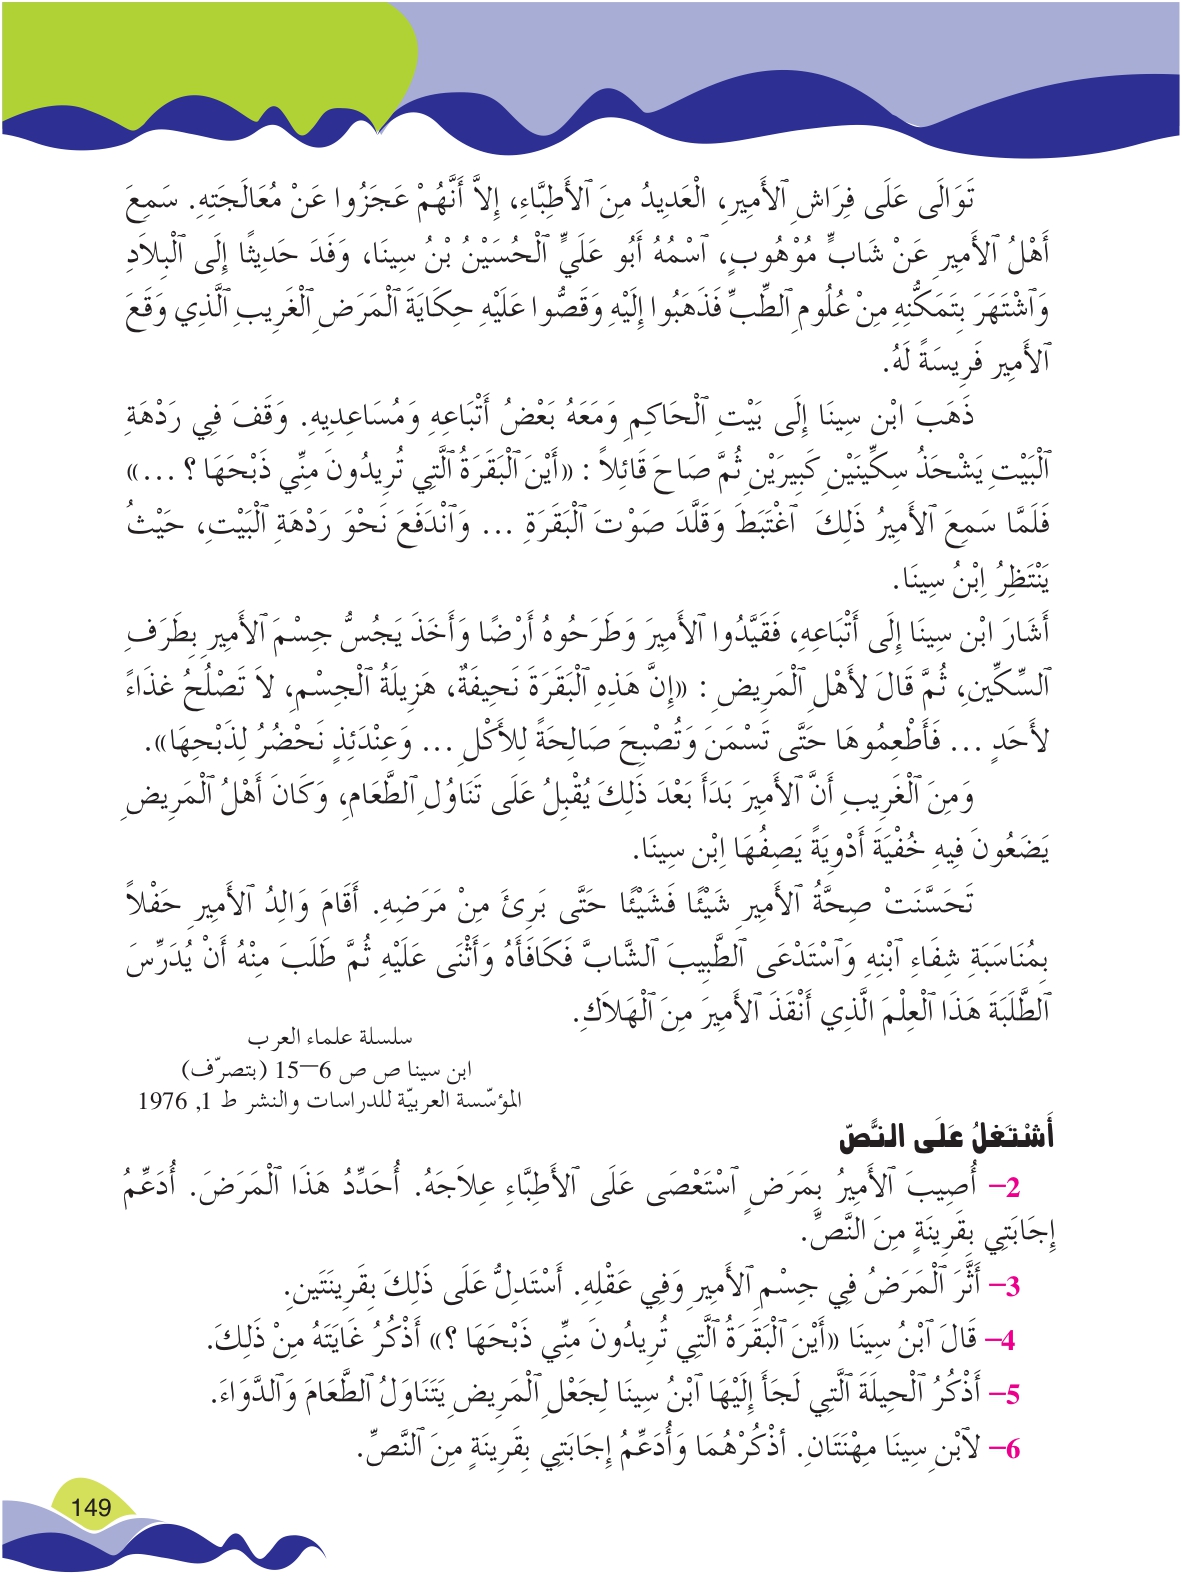 تَوَالَى عَلَى فِرَاشِ ٱلأَمِيرِ، الْعَدِيدُ مِنَ ٱلأَطِبَّاءِ، إِلاَّ أَنَّهُمْ عَجَزُوا عَنْ مُعَالَجَتِهِ. سَمِعَ
أَهْلُ ٱلأَمِيرِ عَنْ شَابٍّ مُوْهُوبٍ، ٱسْمُهُ أَبُو عَلَيٍّ ٱلْحُسَيْنُ بْنُ سِينَا، وَفَدَ حَدِيثًا إِلَى ٱلْبِلاَدِ
وَٱشْتَهَرَ بِتَمَكُّنِهِ مِنْ عُلُومِ ٱلطِّبِّ فَذَهَبُوا إِلَيْهِ وَقَصُّوا عَلَيْهِ حِكَايَةَ ٱلْمَرَضِ ٱلْغَرِيبِ ٱلَّذِي وَقَعَ
ٱلأَمِير فَرِيسَةً لَهُ.
ذَهَبَ ابْن سِينَا إِلَى بَيْتِ ٱلْحَاكِمِ وَمَعَهُ بَعْضُ أَتْبَاعِهِ وَمُسَاعِدِيهِ. وَقَفَ فِي رَدْهَةِ
ٱلْبَيْتِ يَشْحَذُ سِكِّينَيْنِ كَبِيرَيْنِ ثُمَّ صَاحَ قَائِلاً : «أَيْنَ ٱلْبَقَرَةُ ٱلَّتِي تُرِيدُونَ مِنِّي ذَبْحَهَا ؟ ...»
فَلَمَّا سَمِعَ ٱلأَمِيرُ ذَلِكَ ٱغْتَبَطَ وَقَلَّدَ صَوْتَ ٱلْبَقَرَةِ ... وَٱنْدَفَعَ نَحْوَ رَدْهَةِ ٱلْبَيْتِ، حَيْثُ
يَنْتَظِرُ اِبْنُ سِينَا.
أَشَارَ ابْن سِينَا إِلَى أَتْبَاعِهِ، فَقَيَّدُوا ٱلأَمِيرَ وَطَرَحُوهُ أَرْضًا وَأَخَذَ يَجُسُّ جِسْمَ ٱلأَمِيرِ بِطَرَفِ
ٱلسِّكِّينِ، ثُمَّ قَالَ لأَهْلِ ٱلْمَرِيضِ : «إِنَّ هَذِهِ ٱلْبَقَرَةَ نَحِيفَةٌ، هَزِيلَةُ ٱلْجِسْمِ، لاَ تَصْلُحُ غذَاءً
لأَحَدٍ ... فَأَطْعِمُوهَا حَتَّى تَسْمَنَ وَتُصْبِحَ صَالِحَةً لِلأَكْلِ ... وَعِنْدَئِذٍ نَحْضُرُ لِذَبْحِهَا».
وَمِنَ ٱلْغَرِيبِ أَنَّ ٱلأَمِيرَ بَدَأَ بَعْدَ ذَلِكَ يُقْبِلُ عَلَى تَنَاوُلِ ٱلطَّعَامِ، وَكَانَ أَهْلُ ٱلْمَرِيضِ
يَضَعُونَ فِيهِ خُفْيَةَ أَدْوِيَةً يَصِفُهَا اِبْن سِينَا.
تَحَسَّنَتْ صِحَّةُ ٱلأَمِيرِ شَيْئًا فَشَيْئًا حَتَّى بَرِئَ مِنْ مَرَضِهِ. أَقَامَ وَالِدُ ٱلأَمِيرِ حَفْلاً
بِمُنَاسَبَةِ شِفَاءِ ٱبْنِهِ وَٱسْتَدْعَى ٱلطَّبِيبَ ٱلشَّابَّ فَكَافَأَهُ وَأَثْنَى عَلَيْهِ ثُمَّ طَلَبَ مِنْهُ أَنْ يُدَرِّسَ
ٱلطَّلَبَةَ هَذَا ٱلْعِلْمَ الَّذِي أَنْقَذَ ٱلأَمِيرَ مِنَ ٱلْهَلاَكِ.
سلسلة علماء العرب
ابن سينا ص ص 6–15 (بتصرّف)
المؤسّسة العربيّة للدراسات والنشر ط 1, 1976
أَشْتَغلُ عَلَى النَّصّ
2– أُصِيبَ ٱلأَمِيرُ بِمَرَضٍ ٱسْتَعْصَى عَلَى ٱلأَطِبَّاءِ عِلاَجَهُ. أُحَدِّدُ هَذَا ٱلْمَرَضَ. أُدَعِّمُ
إِجَابَتِي بِقَرِينَةٍ مِنَ النَّصِّ.
3– أَثَّرَ ٱلْمَرَضُ فِي جِسْمِ ٱلأَمِيرِ وَفِي عَقْلِهِ. أَسْتَدِلُّ عَلَى ذَلِكَ بِقَرِينَتَين.
4– قَالَ ٱبْنُ سِينَا «أَيْنَ ٱلْبَقَرَةُ ٱلَّتِي تُرِيدُونَ مِنِّي ذَبْحَهَا ؟» أَذْكُرُ غَايَتَهُ مِنْ ذَلِكَ.
5– أَذْكُرُ ٱلْحِيلَةَ ٱلَّتِي لَجَأَ إِلَيْهَا ٱبْنُ سِينَا لِجَعْلِ ٱلْمَرِيضِ يَتَنَاوَلُ ٱلطَّعَامَ وَٱلدَّوَاءَ.
6– لٱبْنِ سِينَا مِهْنَتَانِ. أذْكُرْهُمَا وَأُدَعِّمُ إِجَابَتِي بِقَرِينَةٍ مِنَ ٱلنَّصِّ.
149